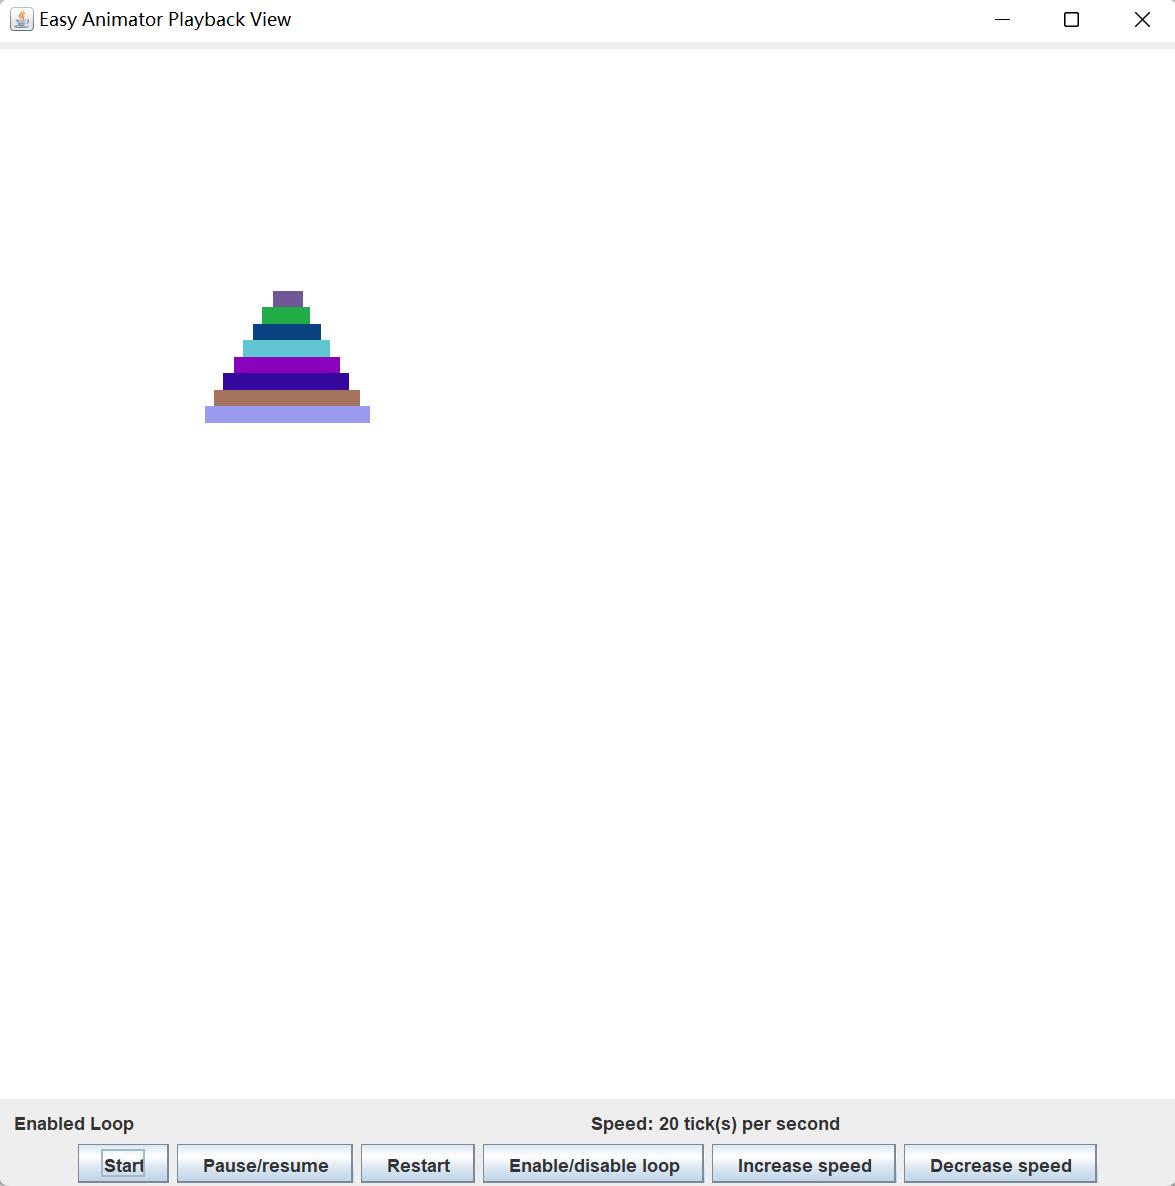 Easy Animator Playback View
Enabled Loop
Speed: 20 tick(s) per second
Start
Pause/resume
Restart
Enable/disable loop
Increase speed
Decrease speed